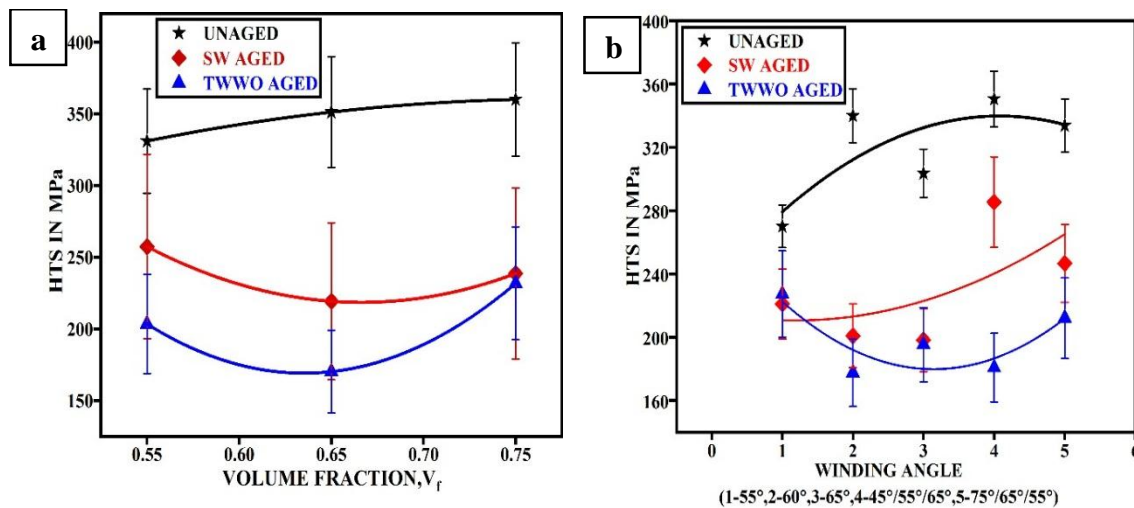 a
UNAGED
SW AGED
TWWO AGED
HTS IN MPa
400
350
300
250
200
150
0.55 0.60 0.65 0.70 0.75
VOLUME FRACTION,Vf
b
UNAGED
SW AGED
TWWO AGED
HTS IN MPa
400
360
320
280
240
200
160
0 1 2 3 4 5 6
WINDING ANGLE
(1-55°,2-60°,3-65°,4-45°/55°/65°,5-75°/65°/55°)